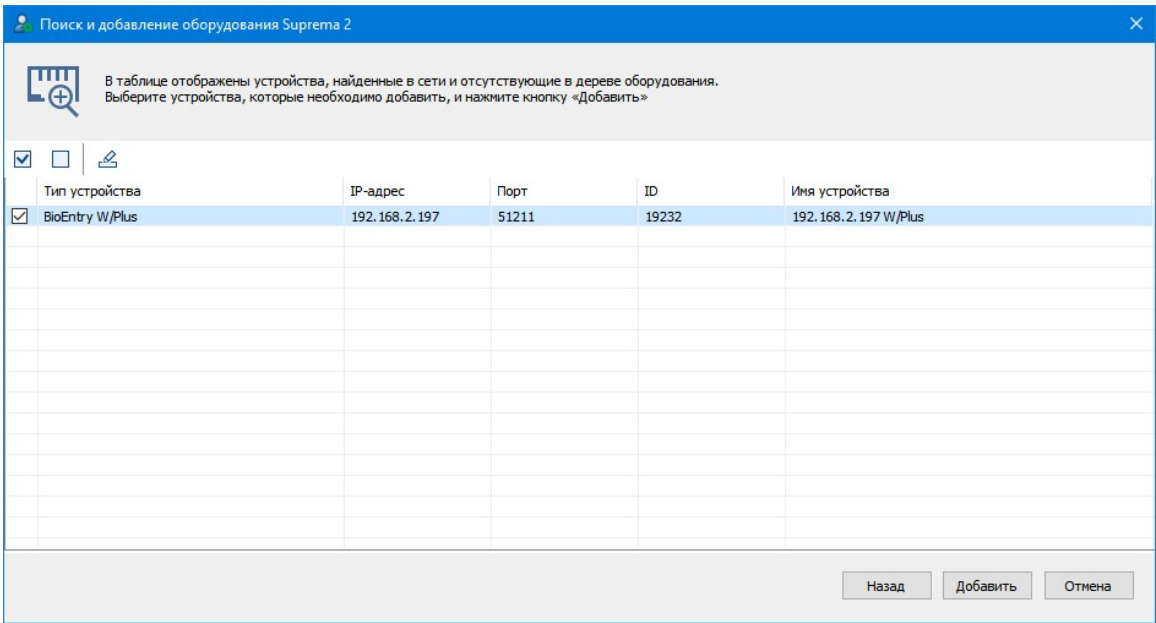 Поиск и добавление оборудования Suprema 2
В таблице отображены устройства, найденные в сети и отсутствующие в дереве оборудования.
Выберите устройства, которые необходимо добавить, и нажмите кнопку «Добавить»
Тип устройства IP-адрес Порт ID Имя устройства
BioEntry W/Plus 192.168.2.197 51211 19232 192.168.2.197 W/Plus
Назад Добавить Отмена